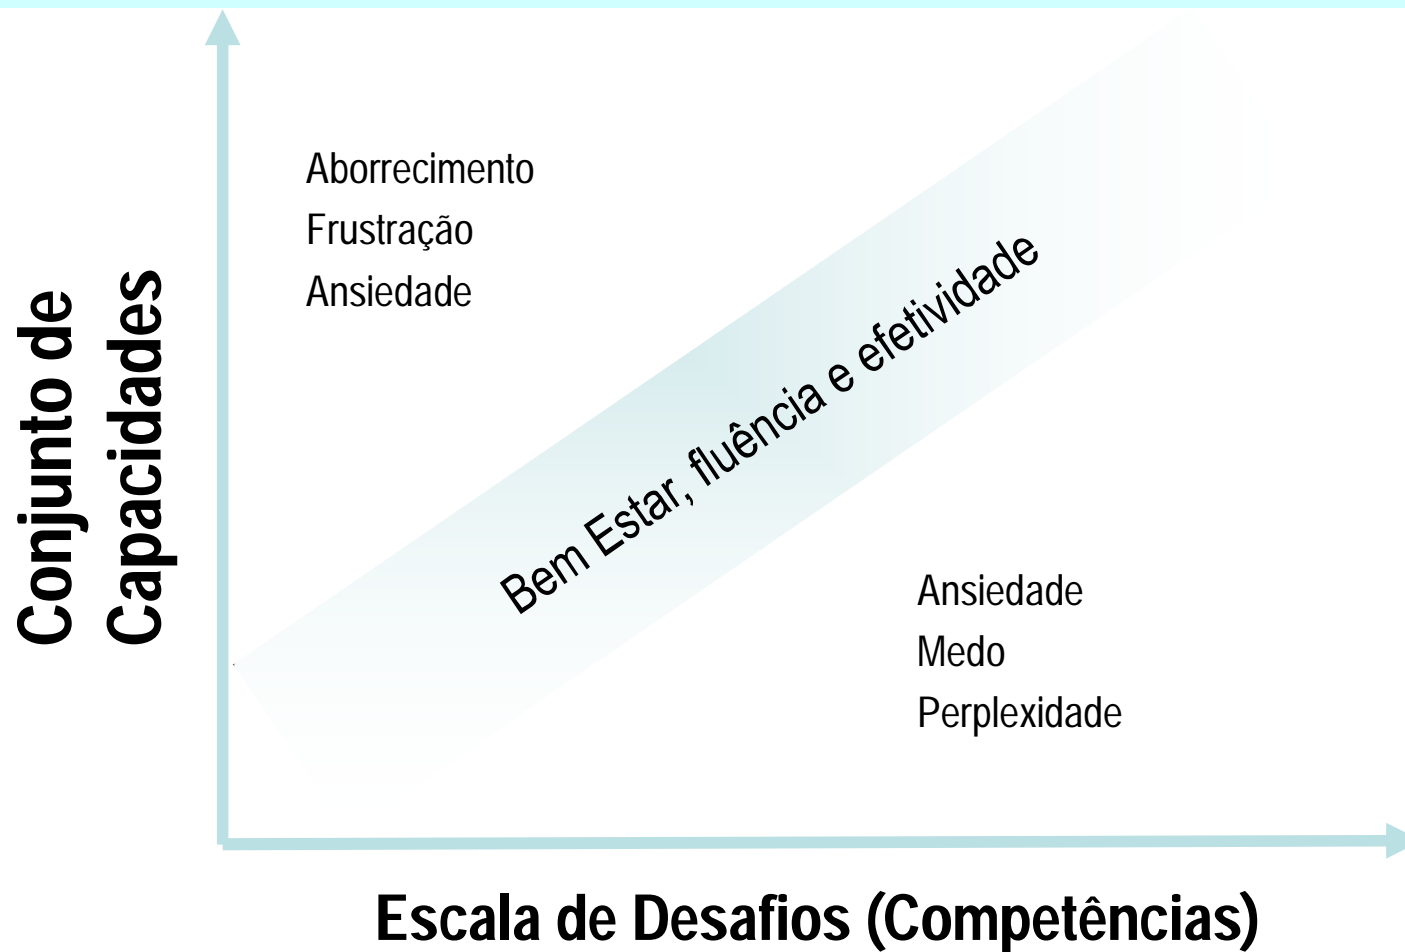 Conjunto de
Capacidades
Aborrecimento
Frustração
Ansiedade
Bem Estar, fluência e efetividade
Ansiedade
Medo
Perplexidade
Escala de Desafios (Competências)